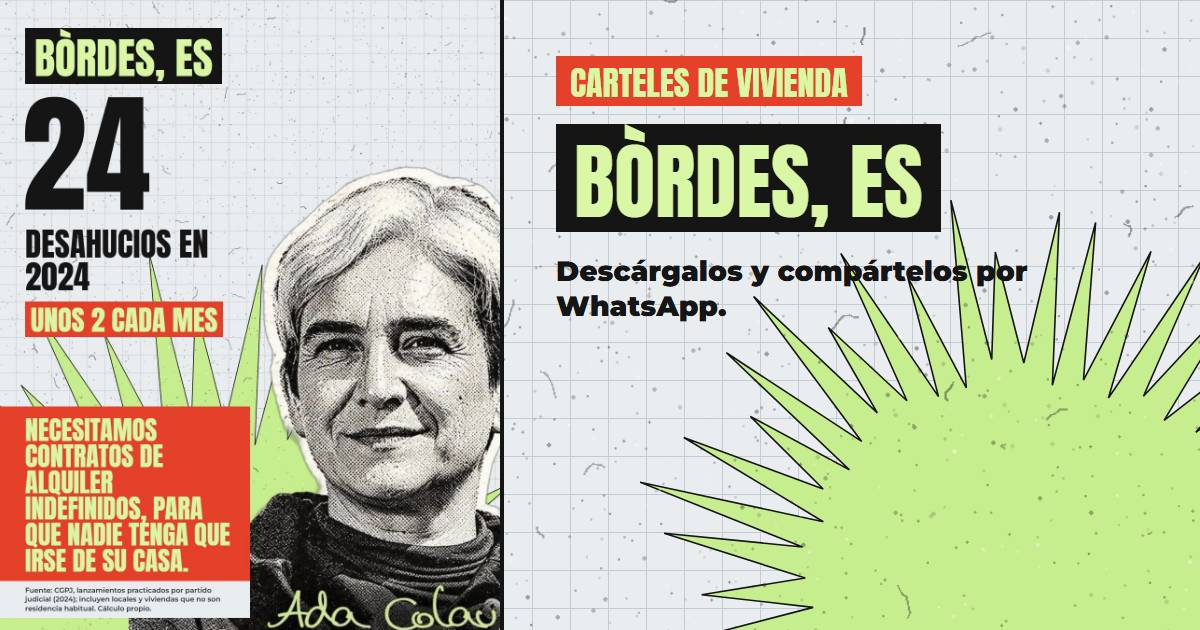 BÒRDES, ES
24
DESAHUCIOS EN
2024
UNOS 2 CADA MES
NECESITAMOS
CONTRATOS DE
ALQUILER
INDEFINIDOS, PARA
QUE NADIE TENGA QUE
IRSE DE SU CASA.
Fuente: CGPJ, lanzamientos practicados por partido
judicial (2024); incluyen locales y viviendas que no son
residencia habitual. Cálculo propio.
Ada Colau
CARTELES DE VIVIENDA
BÒRDES, ES
Descárgalos y compártelos por
WhatsApp.